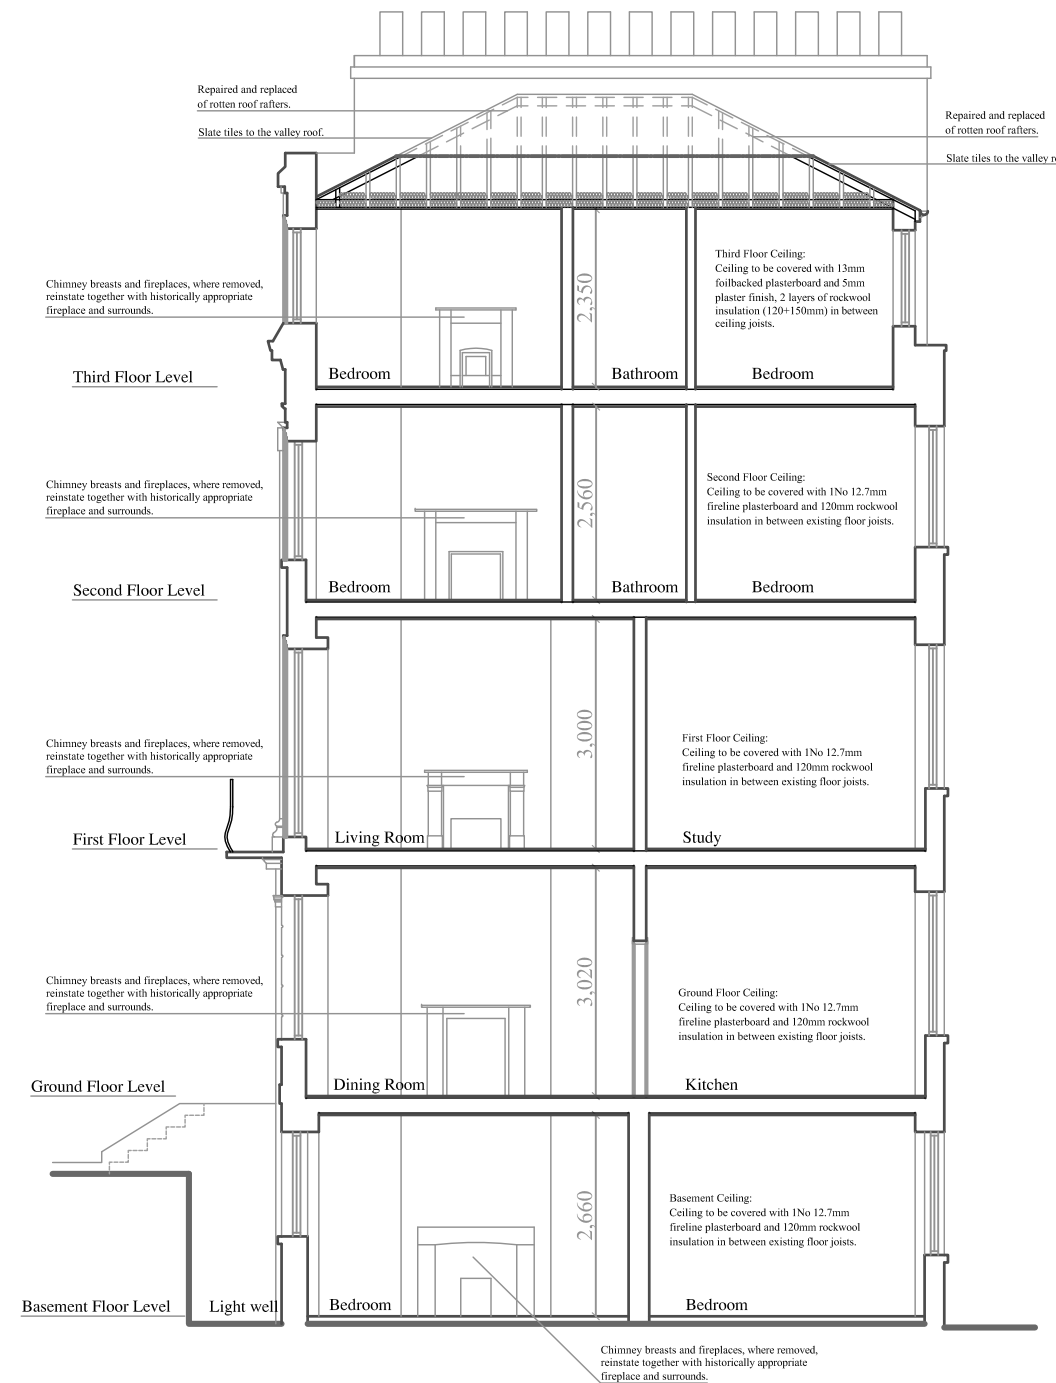 Repaired and replaced
of rotten roof rafters.
Slate tiles to the valley roof.
Repaired and replaced
of rotten roof rafters.
Slate tiles to the valley r
Chimney breasts and fireplaces, where removed,
reinstate together with historically appropriate
fireplace and surrounds.
2,350
Third Floor Ceiling:
Ceiling to be covered with 13mm
foilbacked plasterboard and 5mm
plaster finish, 2 layers of rockwool
insulation (120+150mm) in between
ceiling joists.
Third Floor Level
Bedroom
Bathroom
Bedroom
Chimney breasts and fireplaces, where removed,
reinstate together with historically appropriate
fireplace and surrounds.
2,560
Second Floor Ceiling:
Ceiling to be covered with 1No 12.7mm
fireline plasterboard and 120mm rockwool
insulation in between existing floor joists.
Second Floor Level
Bedroom
Bathroom
Bedroom
Chimney breasts and fireplaces, where removed,
reinstate together with historically appropriate
fireplace and surrounds.
3,000
First Floor Ceiling:
Ceiling to be covered with 1No 12.7mm
fireline plasterboard and 120mm rockwool
insulation in between existing floor joists.
First Floor Level
Living Room
Study
Chimney breasts and fireplaces, where removed,
reinstate together with historically appropriate
fireplace and surrounds.
3,020
Ground Floor Ceiling:
Ceiling to be covered with 1No 12.7mm
fireline plasterboard and 120mm rockwool
insulation in between existing floor joists.
Ground Floor Level
Dining Room
Kitchen
2,660
Basement Ceiling:
Ceiling to be covered with 1No 12.7mm
fireline plasterboard and 120mm rockwool
insulation in between existing floor joists.
Basement Floor Level
Light well
Bedroom
Bedroom
Chimney breasts and fireplaces, where removed,
reinstate together with historically appropriate
fireplace and surrounds.